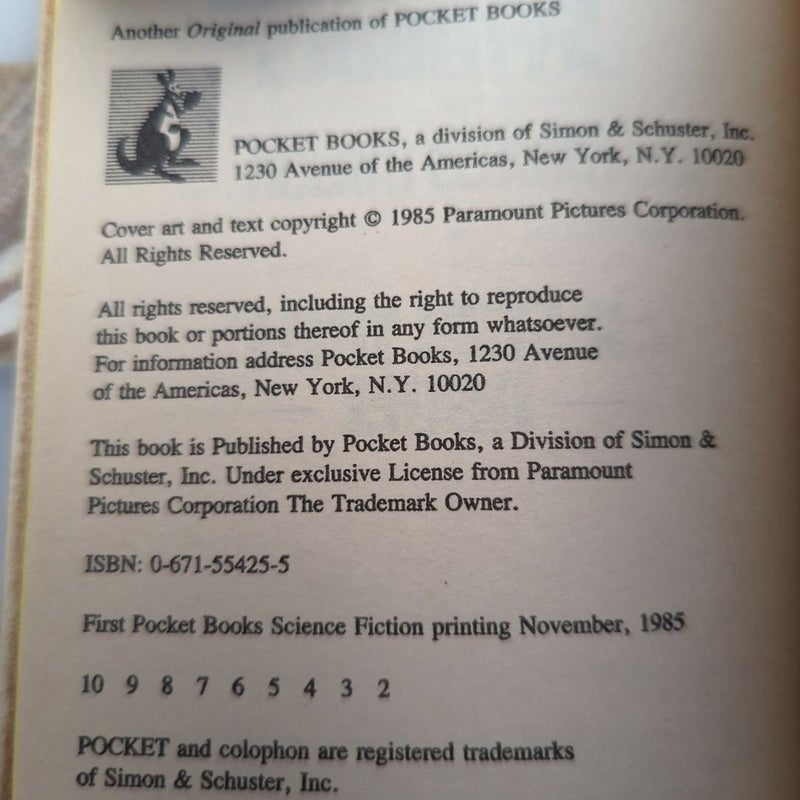 Another Original publication of POCKET BOOKS
POCKET BOOKS, a division of Simon & Schuster, Inc.
1230 Avenue of the Americas, New York, N.Y. 10020
Cover art and text copyright © 1985 Paramount Pictures Corporation.
All Rights Reserved.
All rights reserved, including the right to reproduce
this book or portions thereof in any form whatsoever.
For information address Pocket Books, 1230 Avenue
of the Americas, New York, N.Y. 10020
This book is Published by Pocket Books, a Division of Simon &
Schuster, Inc. Under exclusive License from Paramount
Pictures Corporation The Trademark Owner.
ISBN: 0-671-55425-5
First Pocket Books Science Fiction printing November, 1985
10 9 8 7 6 5 4 3 2
POCKET and colophon are registered trademarks
of Simon & Schuster, Inc.